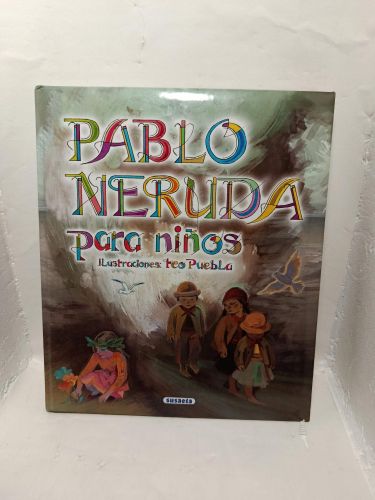 PABLO
NERUDA
para niños
ILustraciones: teo PuebLa
susaeta